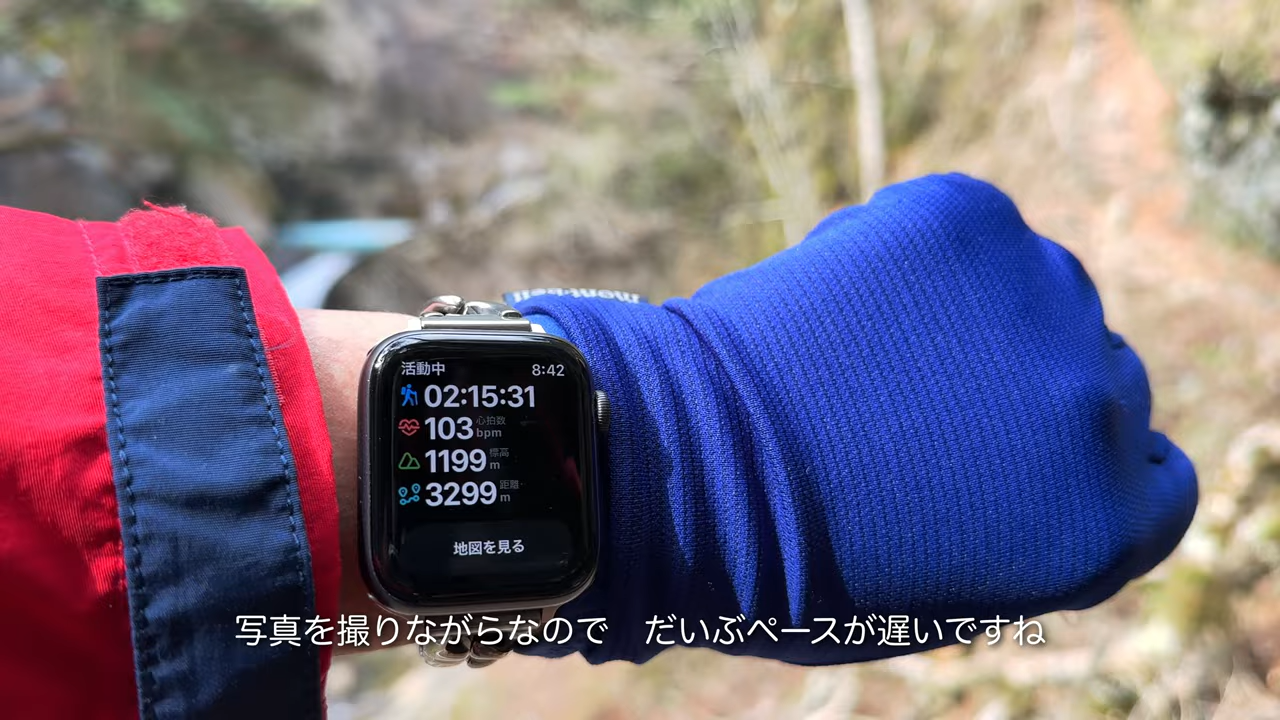 mont-bell
活動中 8:42
02:15:31
103 心拍数 bpm
1199 標高 m
3299 距離 m
地図を見る
写真を撮りながらなので　だいぶペースが遅いですね